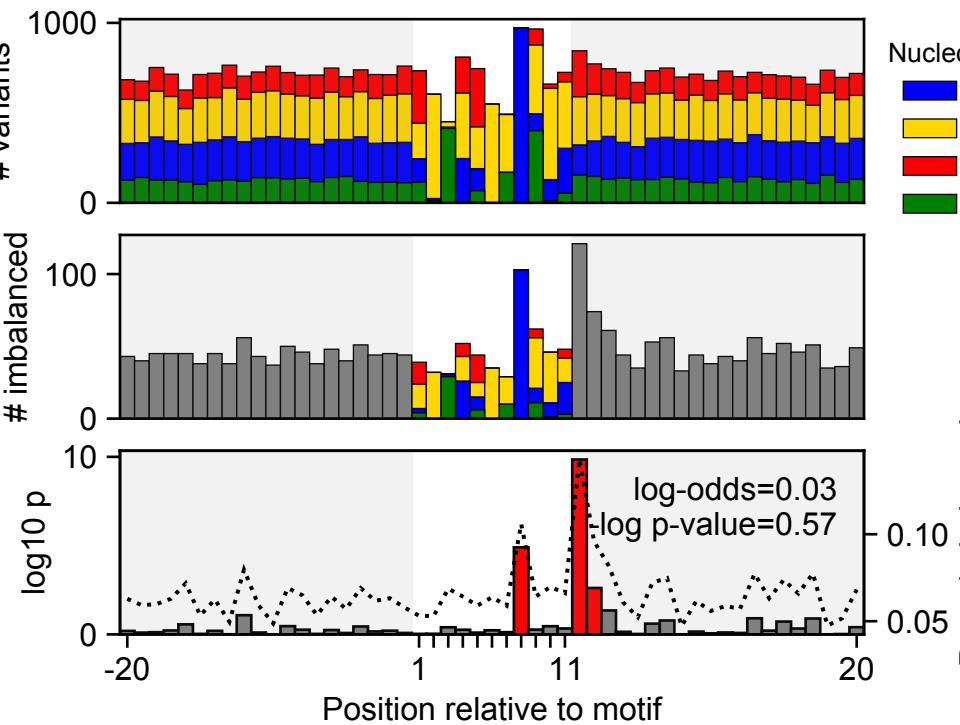 1000
0
# variants
100
0
# imbalanced
10
0
log10 p
log-odds=0.03
log p-value=0.57
0.10
0.05
-20
1
11
20
Position relative to motif